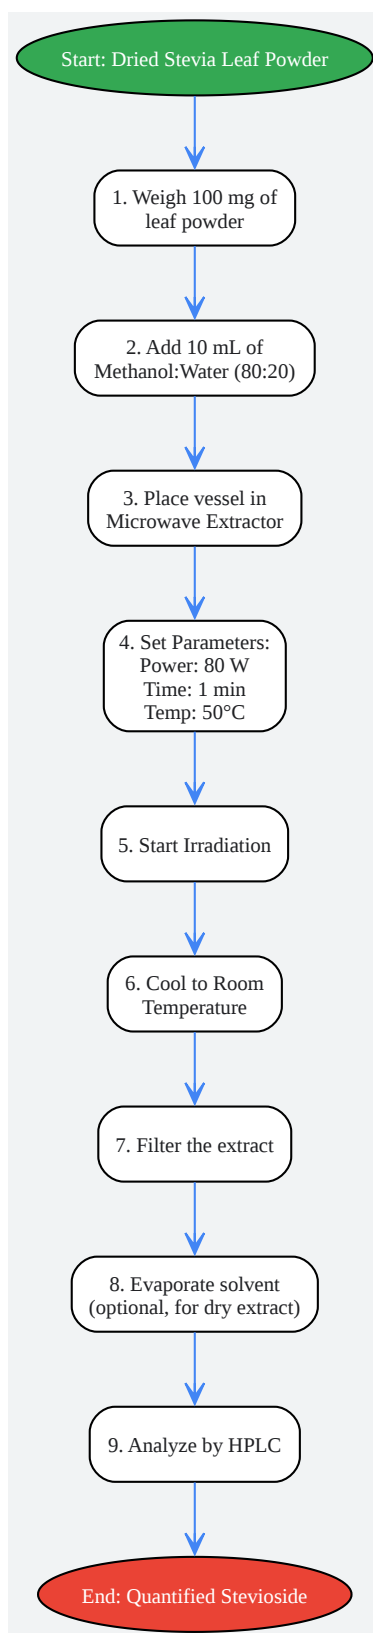 Start: Dried Stevia Leaf Powder
1. Weigh 100 mg of
leaf powder
2. Add 10 mL of
Methanol:Water (80:20)
3. Place vessel in
Microwave Extractor
4. Set Parameters:
Power: 80 W
Time: 1 min
Temp: 50°C
5. Start Irradiation
6. Cool to Room
Temperature
7. Filter the extract
8. Evaporate solvent
(optional, for dry extract)
9. Analyze by HPLC
End: Quantified Stevioside